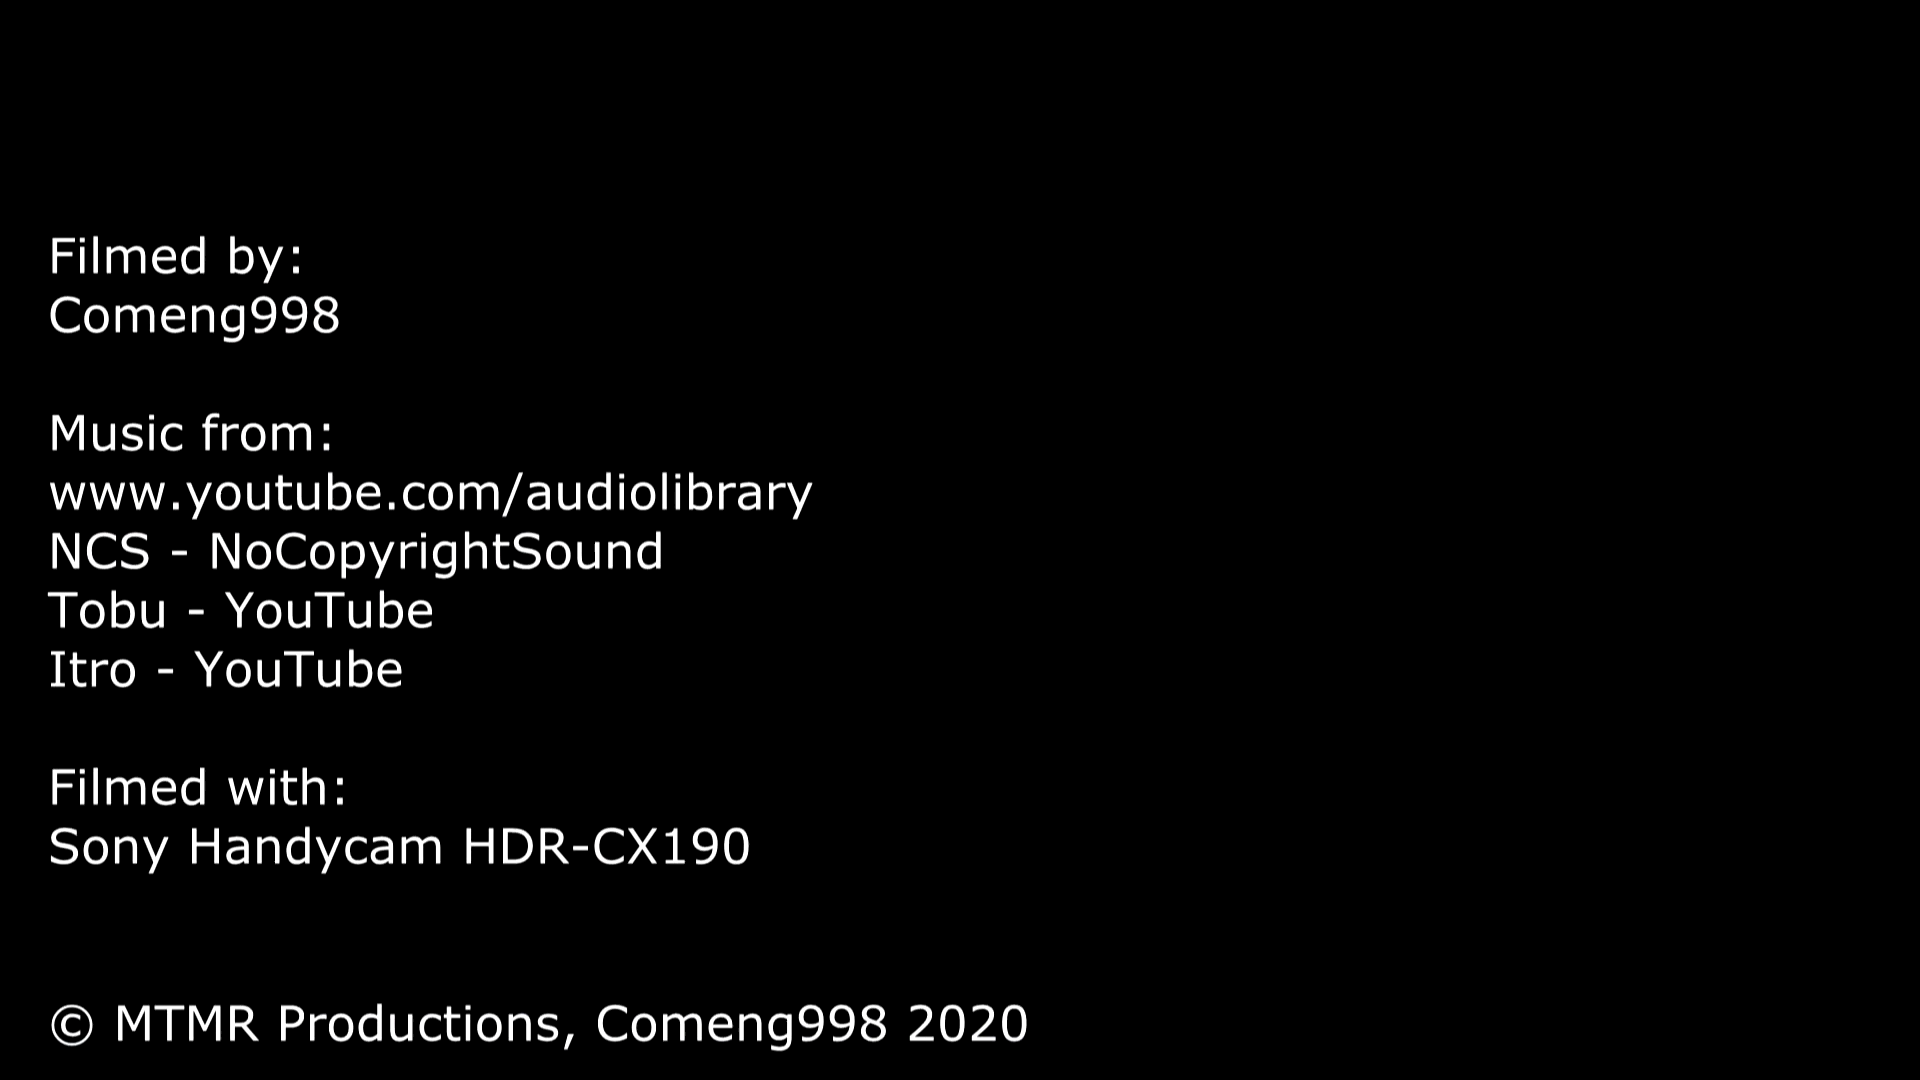 Filmed by:
Comeng998
Music from:
www.youtube.com/audiolibrary
NCS - NoCopyrightSound
Tobu - YouTube
Itro - YouTube
Filmed with:
Sony Handycam HDR-CX190
© MTMR Productions, Comeng998 2020